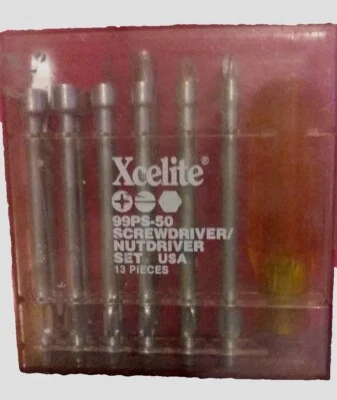 Xcelite®
99PS-50
SCREWDRIVER/
NUTDRIVER
SET USA
13 PIECES